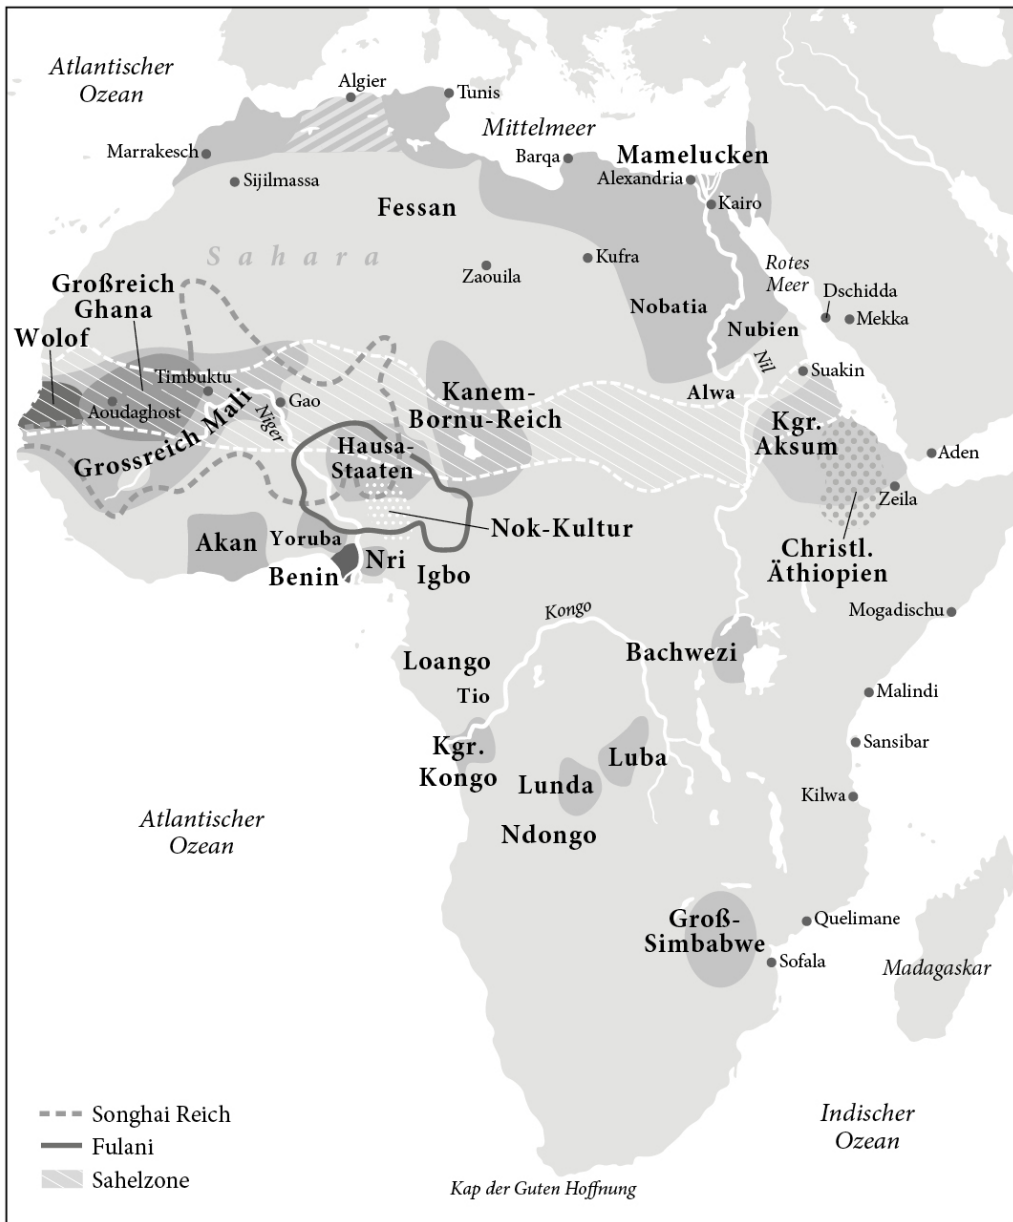 Atlantischer
Ozean
Algier
Tunis
Mittelmeer
Marrakesch
Barqa
Mamelucken
Alexandria
Sijilmassa
Kairo
Fessan
Sahara
Kufra
Zaouila
Rotes
Meer
Großreich
Ghana
Dschidda
Mekka
Nobatia
Nubien
Wolof
Nil
Suakin
Timbuktu
Aoudaghost
Gao
Niger
Grossreich Mali
Kanem-
Bornu-Reich
Alwa
Kgr.
Aksum
Hausa-
Staaten
Aden
Zeila
Nok-Kultur
Akan
Yoruba
Benin
Nri
Igbo
Christl.
Äthiopien
Kongo
Mogadischu
Loango
Bachwezi
Tio
Malindi
Kgr.
Kongo
Luba
Sansibar
Lunda
Kilwa
Atlantischer
Ozean
Ndongo
Groß-
Simbabwe
Quelimane
Sofala
Madagaskar
Songhai Reich
Fulani
Sahelzone
Indischer
Ozean
Kap der Guten Hoffnung